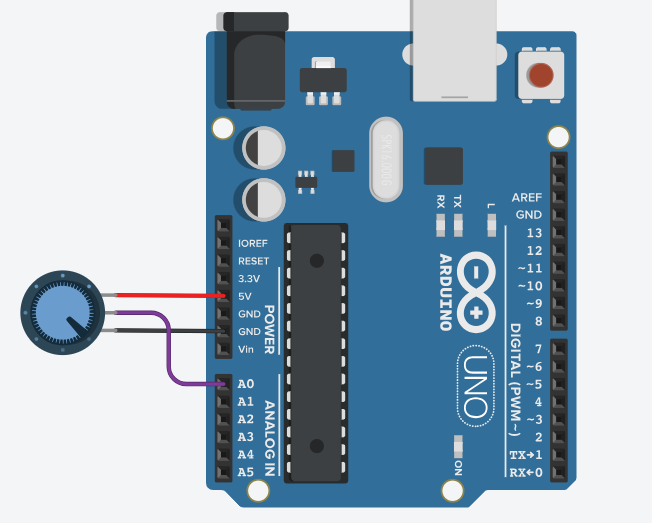 IOREF
RESET
3.3V
5V
GND
GND
Vin
POWER
A0
A1
A2
A3
A4
A5
ANALOG IN
RX
TX
L
ARDUINO
UNO
ON
AREF
GND
13
12
~11
~10
~9
8
7
~6
~5
4
~3
2
TX→1
RX←0
DIGITAL (PWM~)